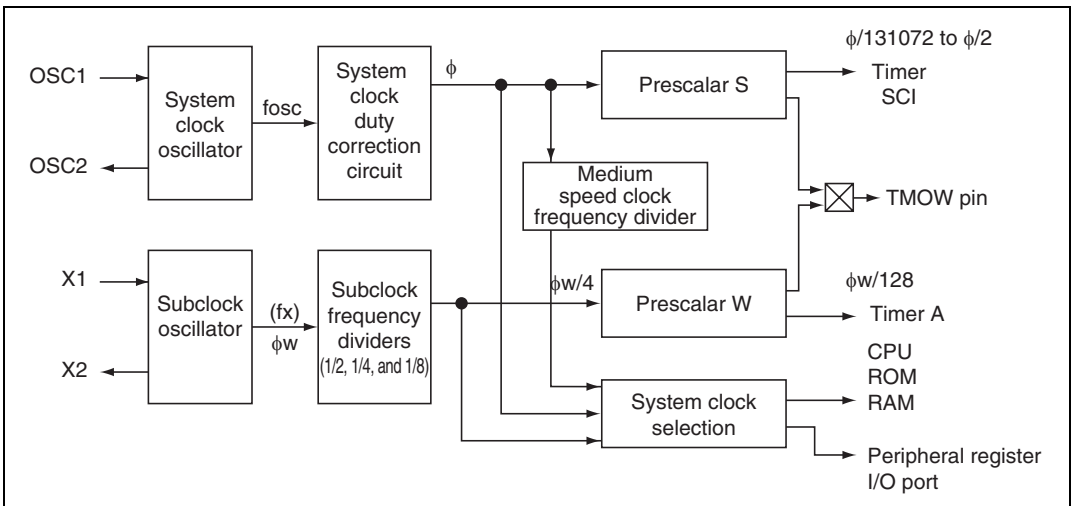 OSC1
OSC2
System
clock
oscillator
fosc
System
clock
duty
correction
circuit
ϕ
Prescalar S
ϕ/131072 to ϕ/2
Timer
SCI
Medium
speed clock
frequency divider
TMOW pin
X1
X2
Subclock
oscillator
(fx)
ϕw
Subclock
frequency
dividers
(1/2, 1/4, and 1/8)
ϕw/4
Prescalar W
ϕw/128
Timer A
System clock
selection
CPU
ROM
RAM
Peripheral register
I/O port